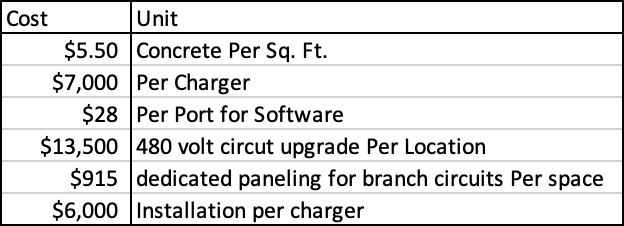 Cost Unit
$5.50 Concrete Per Sq. Ft.
$7,000 Per Charger
$28 Per Port for Software
$13,500 480 volt circut upgrade Per Location
$915 dedicated paneling for branch circuits Per space
$6,000 Installation per charger